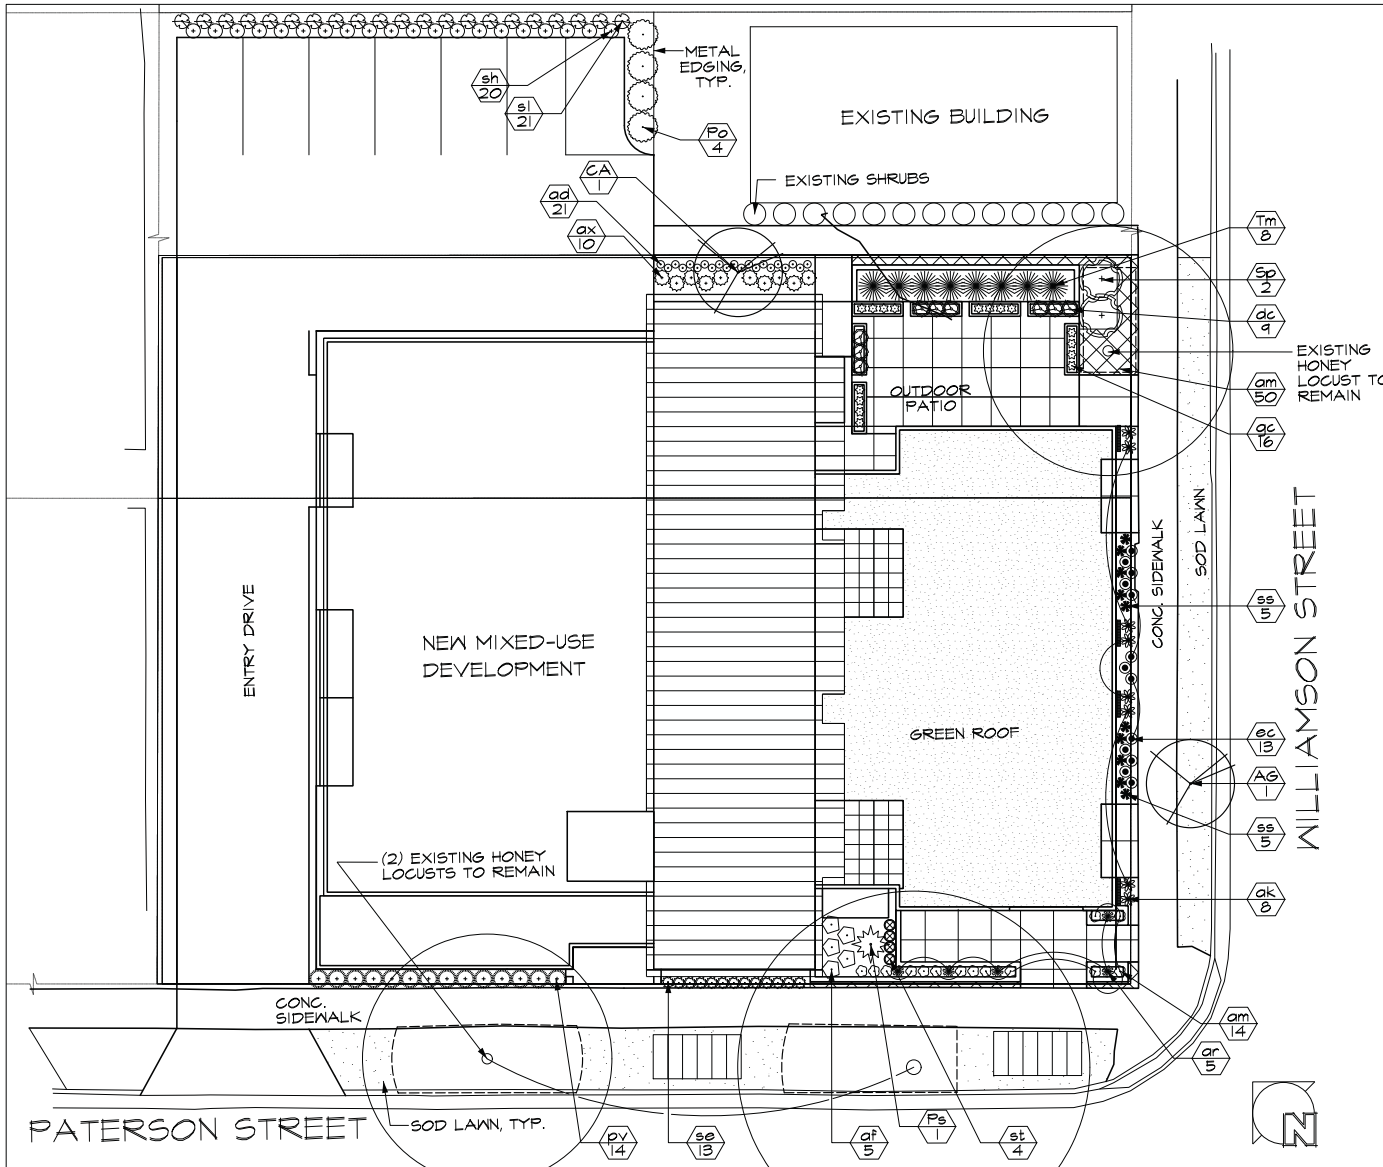 sh
20
sl
21
METAL
EDGING,
TYP.
EXISTING BUILDING
Po
4
CA
1
EXISTING SHRUBS
ad
21
ax
10
Tm
8
Sp
2
dc
9
EXISTING
HONEY
LOCUST TO
REMAIN
am
50
OUTDOOR
PATIO
gc
16
CONC. SIDEWALK
SOD LAWN
WILLIAMSON STREET
ENTRY DRIVE
NEW MIXED-USE
DEVELOPMENT
ss
5
GREEN ROOF
ec
13
AG
1
ss
5
(2) EXISTING HONEY
LOCUSTS TO REMAIN
ak
8
CONC.
SIDEWALK
am
14
ar
5
PATERSON STREET
SOD LAWN, TYP.
pv
14
se
13
af
5
Ps
1
st
4
N